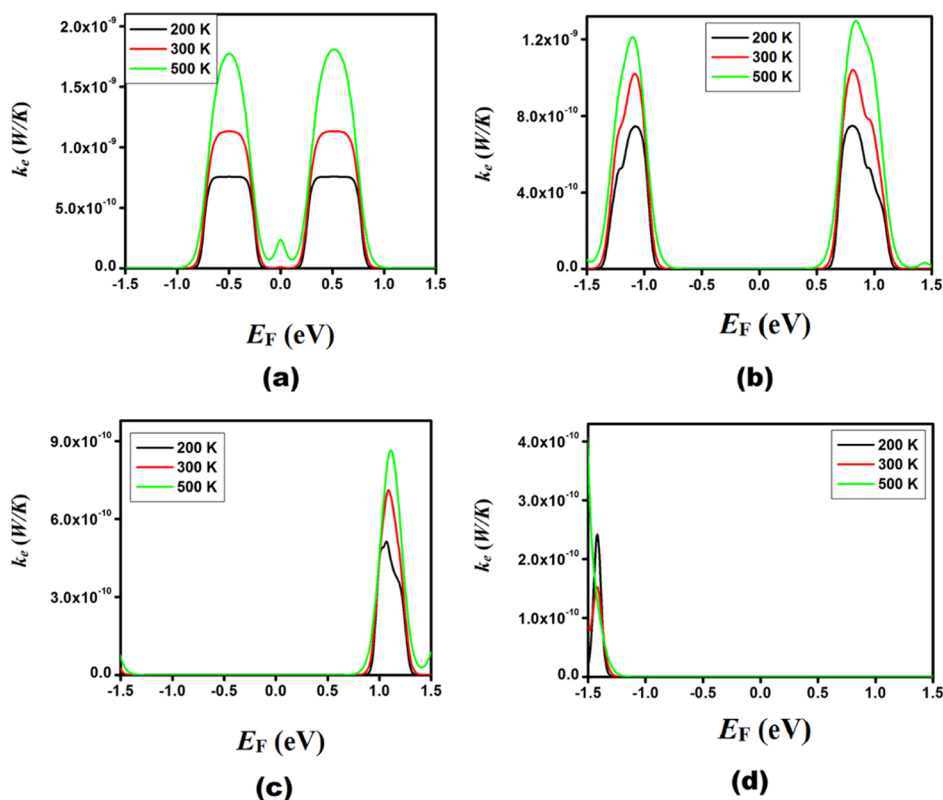 2.0x10⁻⁹
1.5x10⁻⁹
1.0x10⁻⁹
5.0x10⁻¹⁰
0.0
kₑ (W/K)
200 K
300 K
500 K
-1.5 -1.0 -0.5 0.0 0.5 1.0 1.5
E_F (eV)
(a)
1.2x10⁻⁹
8.0x10⁻¹⁰
4.0x10⁻¹⁰
0.0
kₑ (W/K)
200 K
300 K
500 K
-1.5 -1.0 -0.5 0.0 0.5 1.0 1.5
E_F (eV)
(b)
9.0x10⁻¹⁰
6.0x10⁻¹⁰
3.0x10⁻¹⁰
0.0
kₑ (W/K)
200 K
300 K
500 K
-1.5 -1.0 -0.5 0.0 0.5 1.0 1.5
E_F (eV)
(c)
4.0x10⁻¹⁰
3.0x10⁻¹⁰
2.0x10⁻¹⁰
1.0x10⁻¹⁰
0.0
kₑ (W/K)
200 K
300 K
500 K
-1.5 -1.0 -0.5 0.0 0.5 1.0 1.5
E_F (eV)
(d)